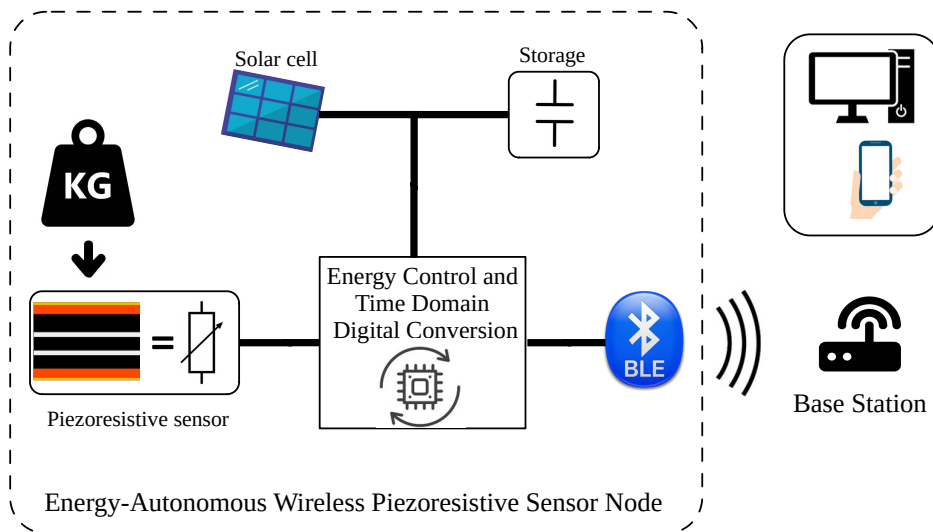 Solar cell
Storage
KG
Energy Control and
Time Domain
Digital Conversion
BLE
Piezoresistive sensor
=
Base Station
Energy-Autonomous Wireless Piezoresistive Sensor Node